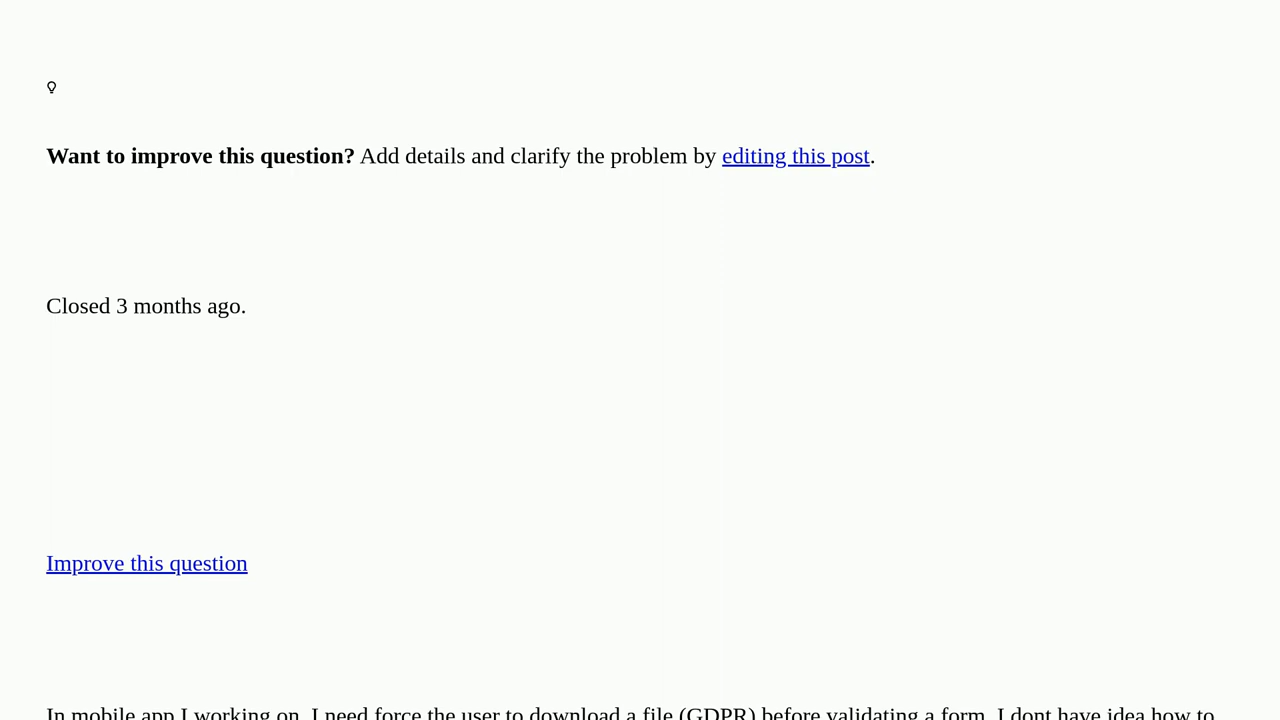 Want to improve this question? Add details and clarify the problem by editing this post.
Closed 3 months ago.
Improve this question
In mobile app I working on, I need force the user to download a file (GDPR) before validating a form. I dont have idea how to